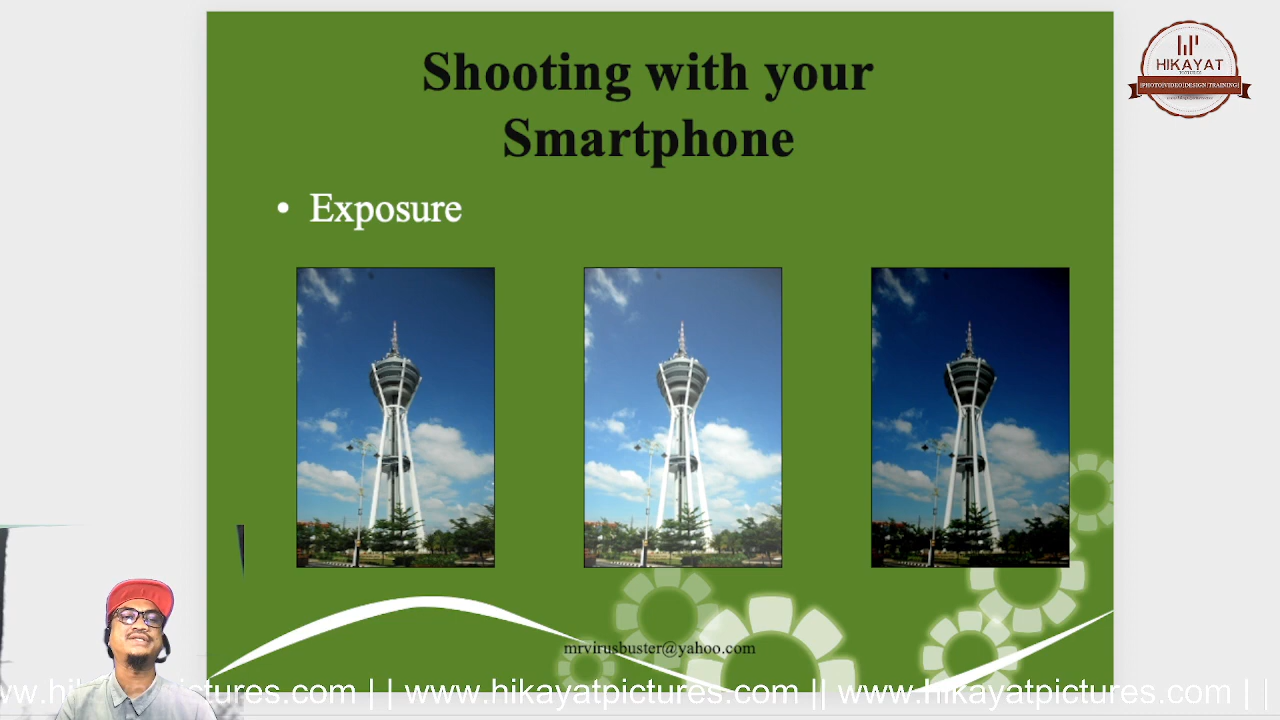 Shooting with your
Smartphone
• Exposure
HIKAYAT
PICTURES
|PHOTO|VIDEO|DESIGN|TRAINING|
mrvirusbuster@yahoo.com
ww.hikayatpictures.com || www.hikayatpictures.com || www.hikayatpictures.com ||